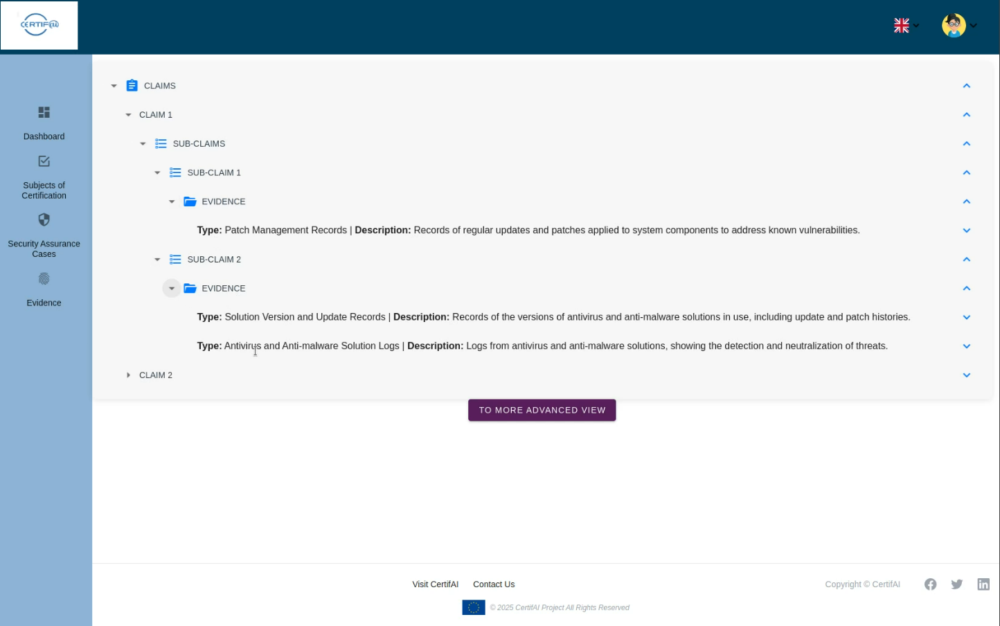 CERTIF@I
CLAIMS
CLAIM 1
SUB-CLAIMS
SUB-CLAIM 1
EVIDENCE
Type: Patch Management Records | Description: Records of regular updates and patches applied to system components to address known vulnerabilities.
SUB-CLAIM 2
EVIDENCE
Type: Solution Version and Update Records | Description: Records of the versions of antivirus and anti-malware solutions in use, including update and patch histories.
Type: Antivirus and Anti-malware Solution Logs | Description: Logs from antivirus and anti-malware solutions, showing the detection and neutralization of threats.
CLAIM 2
TO MORE ADVANCED VIEW
Dashboard
Subjects of
Certification
Security Assurance
Cases
Evidence
Visit CertifAI Contact Us
Copyright © CertifAI
© 2025 CertifAI Project All Rights Reserved